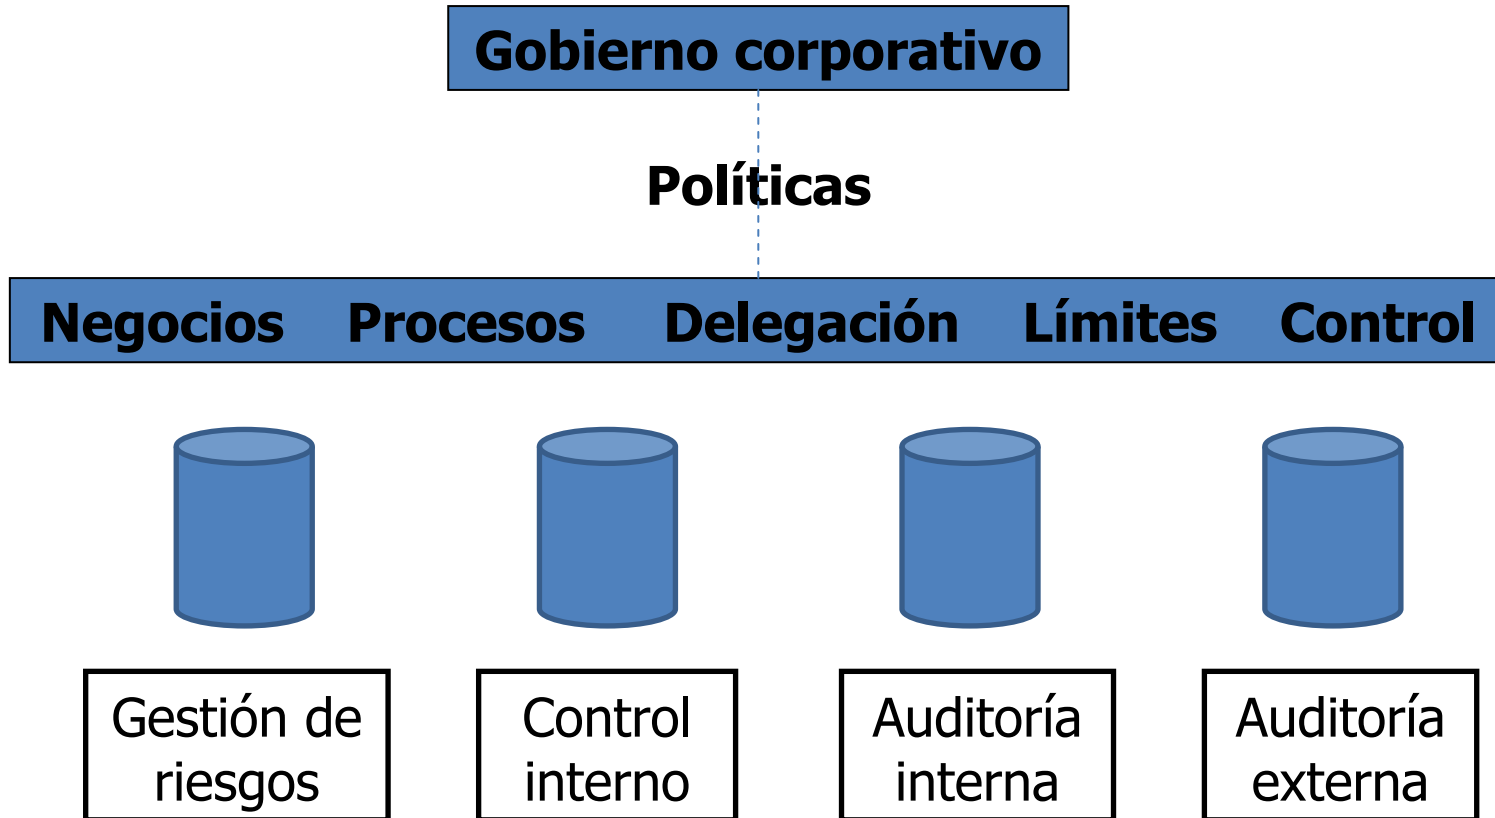 Gobierno corporativo
Políticas
Negocios Procesos Delegación Límites Control
Gestión de
riesgos
Control
interno
Auditoría
interna
Auditoría
externa